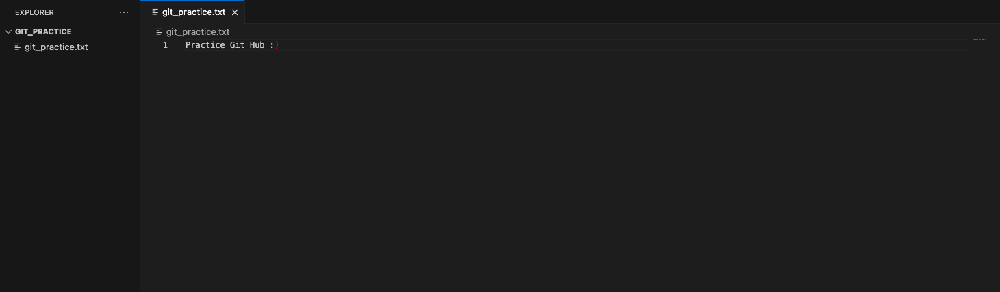 EXPLORER ...
GIT_PRACTICE
git_practice.txt
git_practice.txt
git_practice.txt
1 Practice Git Hub :)